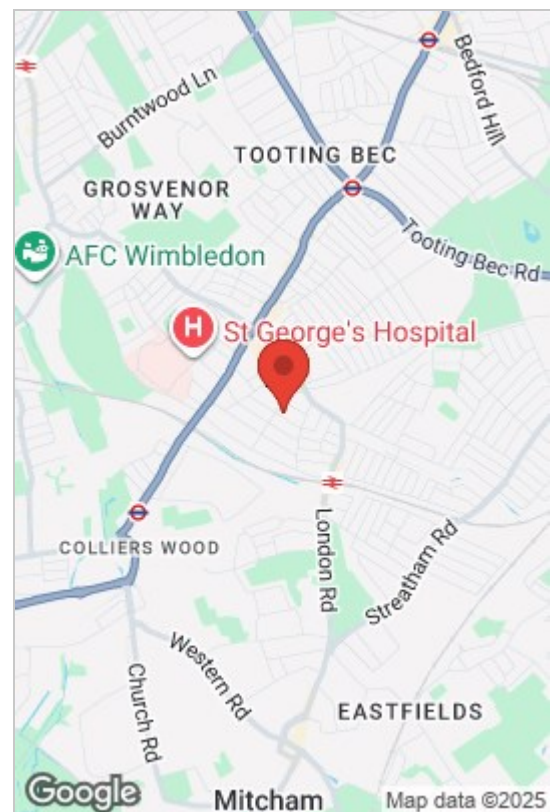 Burntwood Ln
Bedford Hill
TOOTING BEC
GROSVENOR
WAY
Tooting Bec Rd
AFC Wimbledon
H
St George's Hospital
London Rd
COLLIERS WOOD
Streatham Rd
Western Rd
Church Rd
EASTFIELDS
Google
Mitcham
Map data ©2025